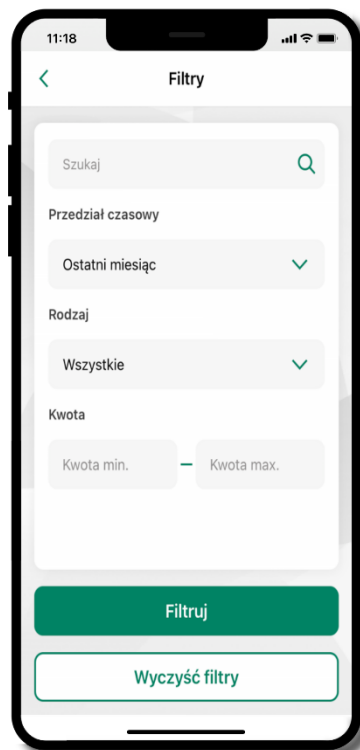 11:18
Filtry
Szukaj
Przedział czasowy
Ostatni miesiąc
Rodzaj
Wszystkie
Kwota
Kwota min. – Kwota max.
Filtruj
Wyczyść filtry